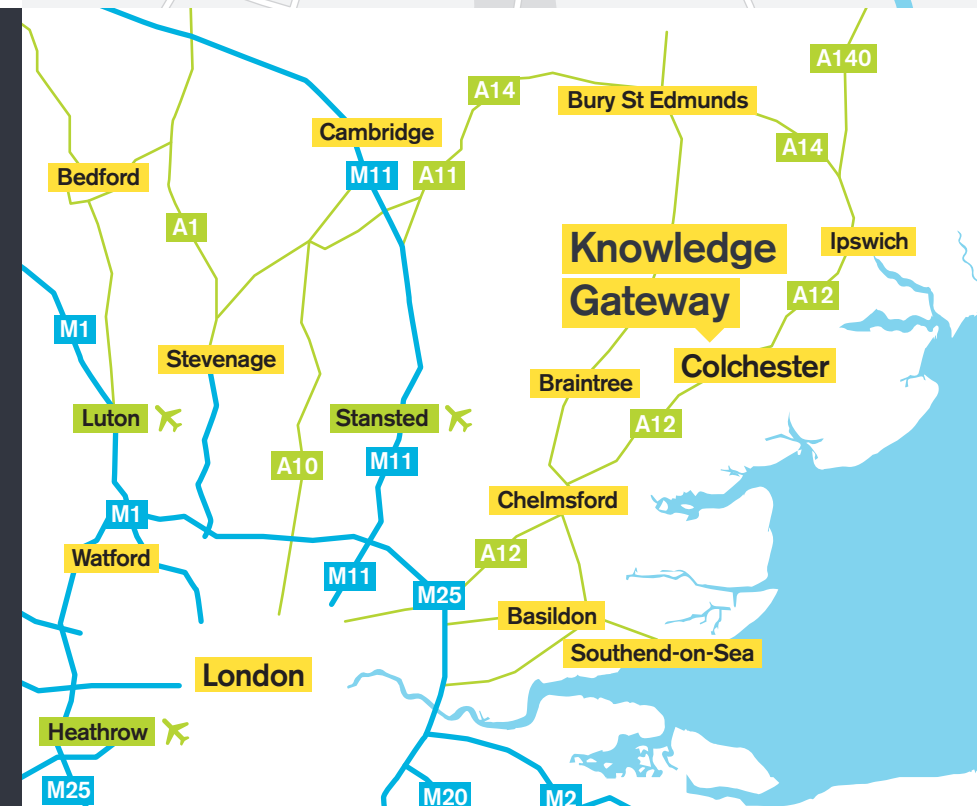 A140
A14
Bury St Edmunds
Cambridge
A14
M11
A11
Bedford
A1
Ipswich
Knowledge
Gateway
A12
M1
Stevenage
Colchester
Braintree
Luton
Stansted
A12
M11
A10
Chelmsford
M1
A12
Watford
M11
M25
Basildon
Southend-on-Sea
London
Heathrow
M25
M20
M2